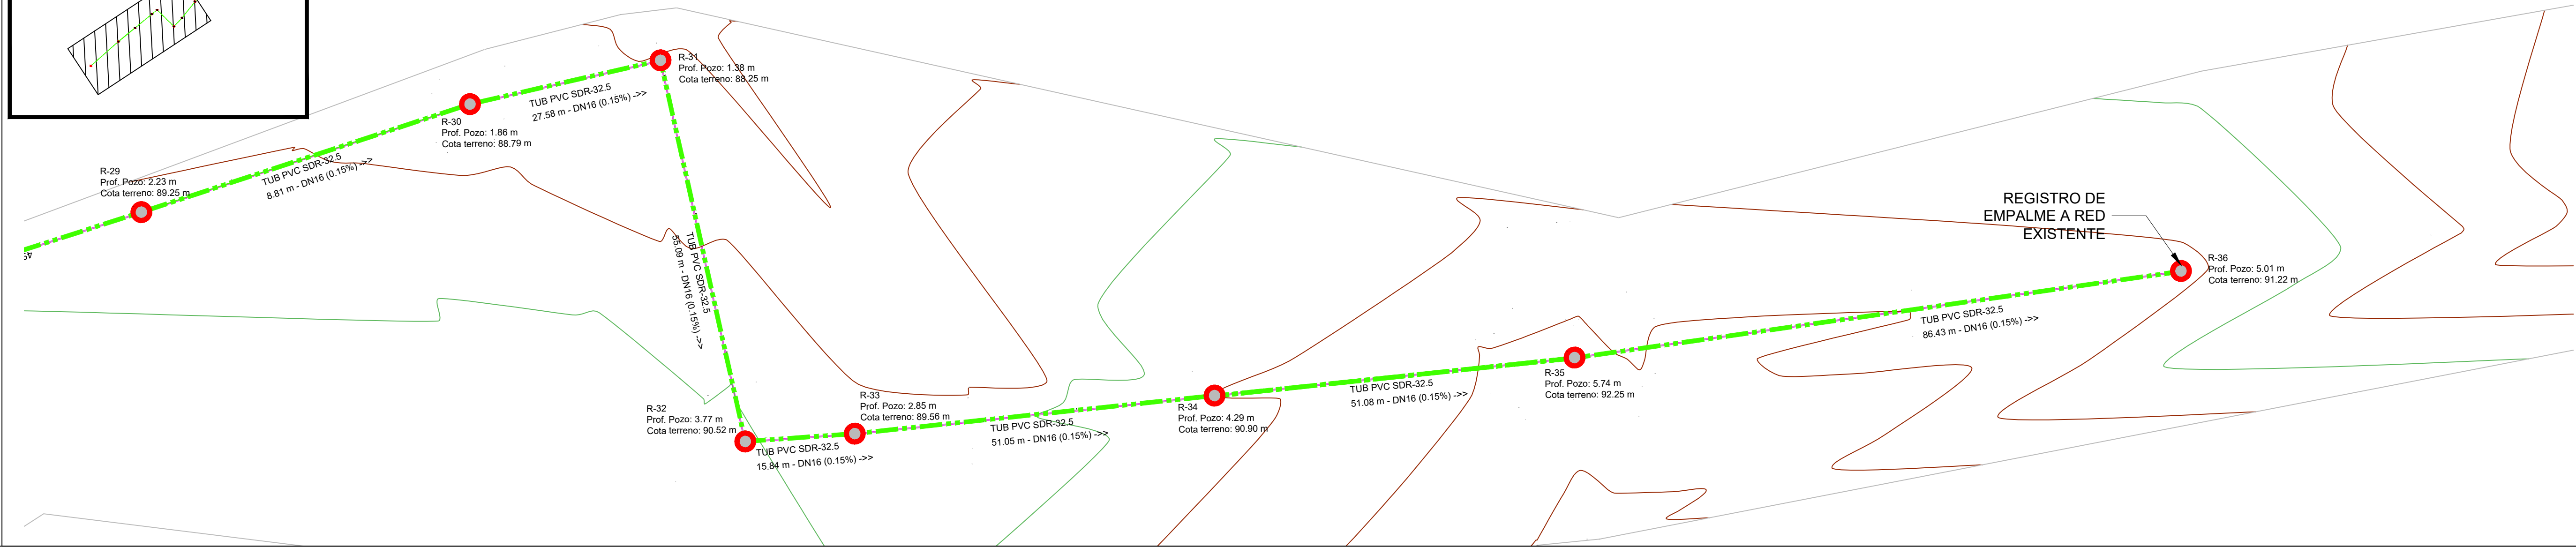 R-31
Prof. Pozo: 1.38 m
Cota terreno: 88.25 m
TUB PVC SDR-32.5
27.58 m - DN16 (0.15%) ->>
R-30
Prof. Pozo: 1.86 m
Cota terreno: 88.79 m
TUB PVC SDR-32.5
8.81 m - DN16 (0.15%) ->>
R-29
Prof. Pozo: 2.23 m
Cota terreno: 89.25 m
TUB PVC SDR-32.5
55.09 m - DN16 (0.15%) ->>
REGISTRO DE
EMPALME A RED
EXISTENTE
R-36
Prof. Pozo: 5.01 m
Cota terreno: 91.22 m
TUB PVC SDR-32.5
86.43 m - DN16 (0.15%) ->>
R-35
Prof. Pozo: 5.74 m
Cota terreno: 92.25 m
TUB PVC SDR-32.5
51.08 m - DN16 (0.15%) ->>
R-34
Prof. Pozo: 4.29 m
Cota terreno: 90.90 m
R-33
Prof. Pozo: 2.85 m
Cota terreno: 89.56 m
TUB PVC SDR-32.5
51.05 m - DN16 (0.15%) ->>
R-32
Prof. Pozo: 3.77 m
Cota terreno: 90.52 m
TUB PVC SDR-32.5
15.84 m - DN16 (0.15%) ->>